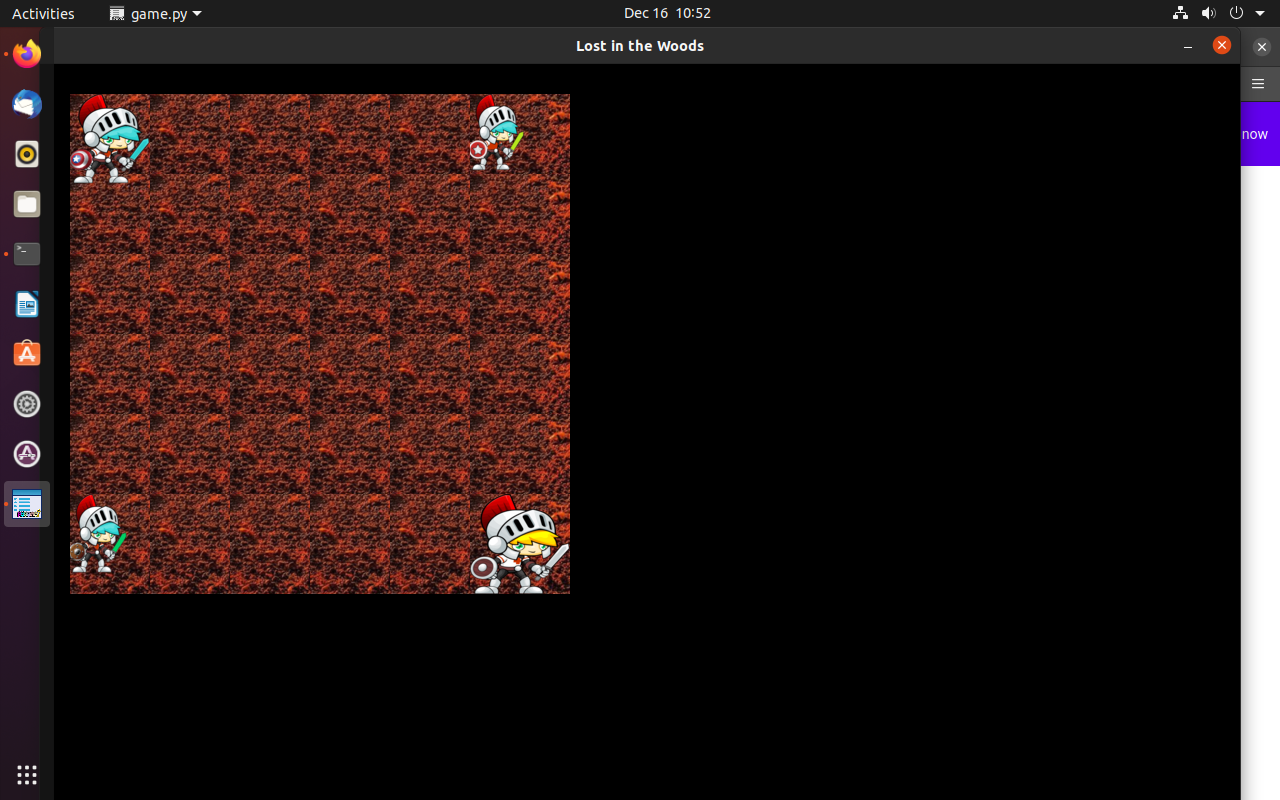 Activities
game.py
Dec 16 10:52
Lost in the Woods
now